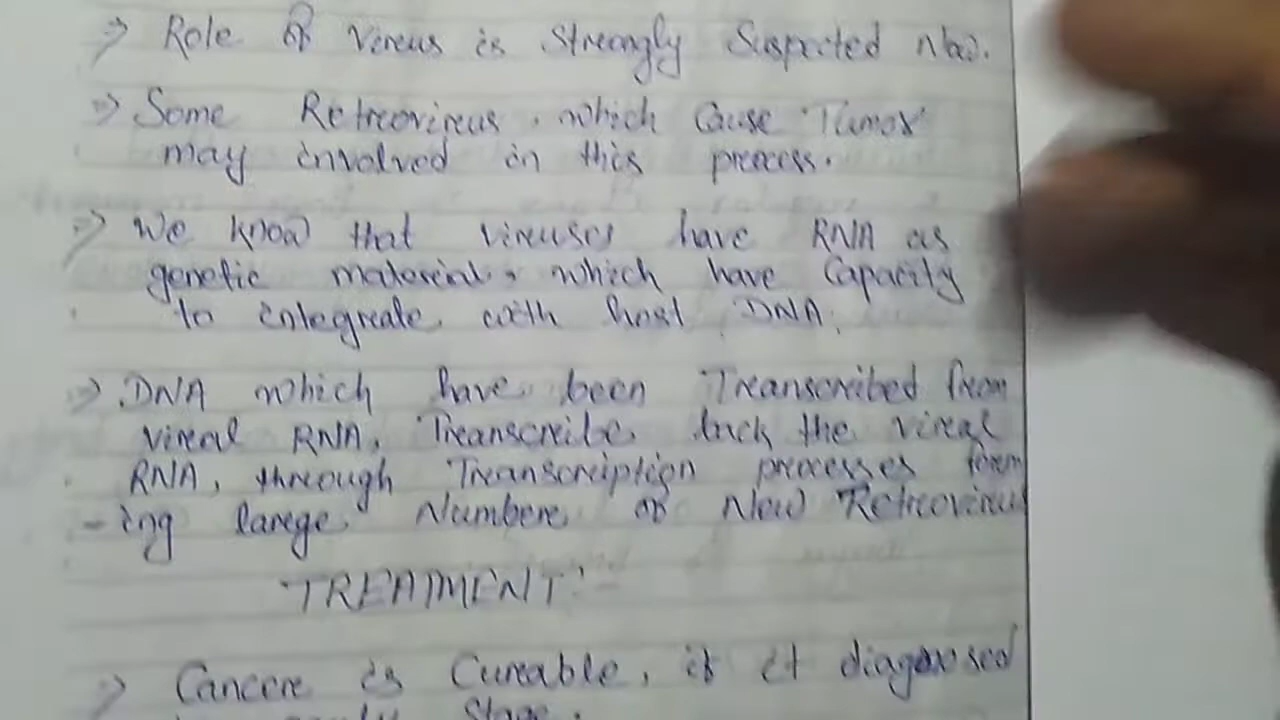 ⇒ Role of Virus is Strongly Suspected now.
⇒ Some Retrovirus, which Cause Tumor
may involved in this process.
⇒ We know that viruses have RNA as
genetic material, which have Capacity
to integrate with host DNA.
⇒ DNA which have been Transcribed from
viral RNA, Transcribe back the viral
RNA, through Transcription processes form
-ing large Number of New Retrovirus
TREATMENT:-
⇒ Cancer is Curable, if it diagnosed
early Stage.